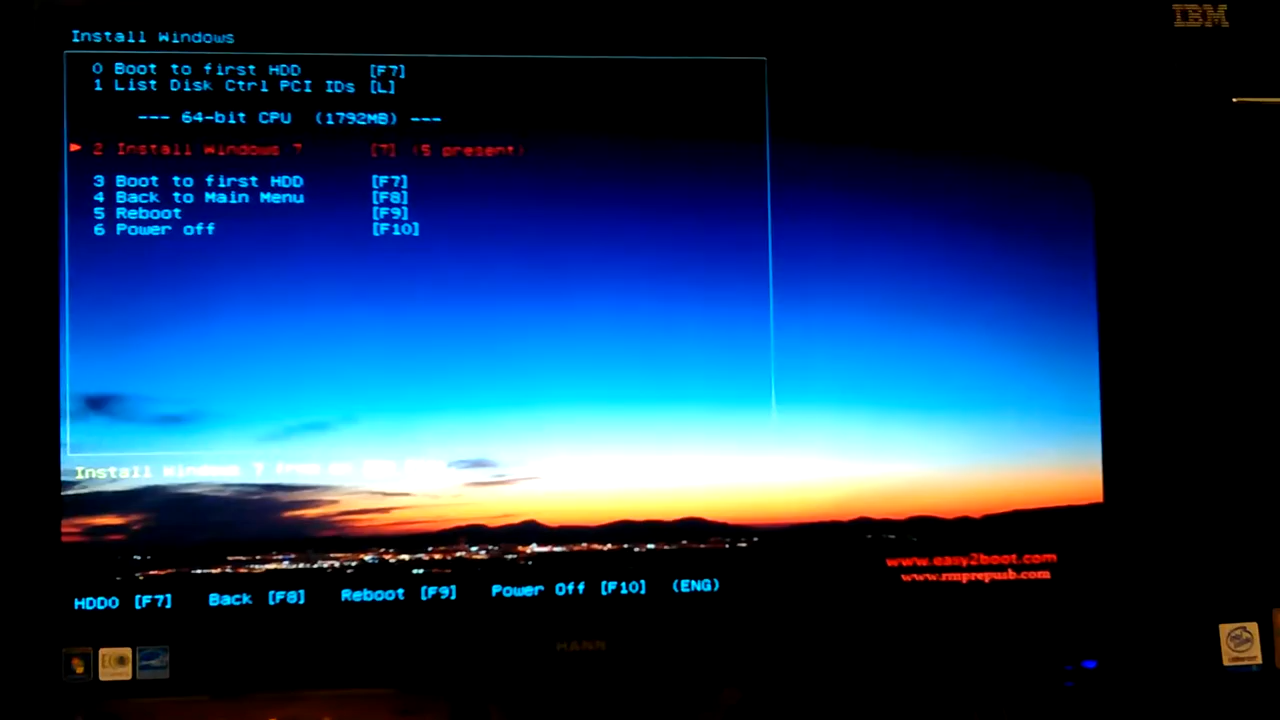 IBM
Install Windows
0 Boot to first HDD [F7]
1 List Disk Ctrl PCI IDs [L]
--- 64-bit CPU (1792MB) ---
2 Install Windows 7 [7] (5 present)
3 Boot to first HDD [F7]
4 Back to Main Menu [F8]
5 Reboot [F9]
6 Power off [F10]
Install Windows 7 from an
www.easy2boot.com
www.rmprepusb.com
HDD0 [F7] Back [F8] Reboot [F9] Power Off [F10] (ENG)
HANN